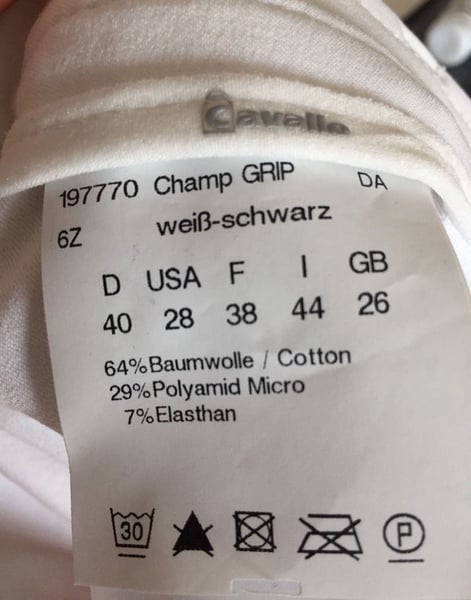 Cavallo
197770 Champ GRIP DA
6Z weiß-schwarz
D USA F I GB
40 28 38 44 26
64%Baumwolle / Cotton
29%Polyamid Micro
7%Elasthan
30 P